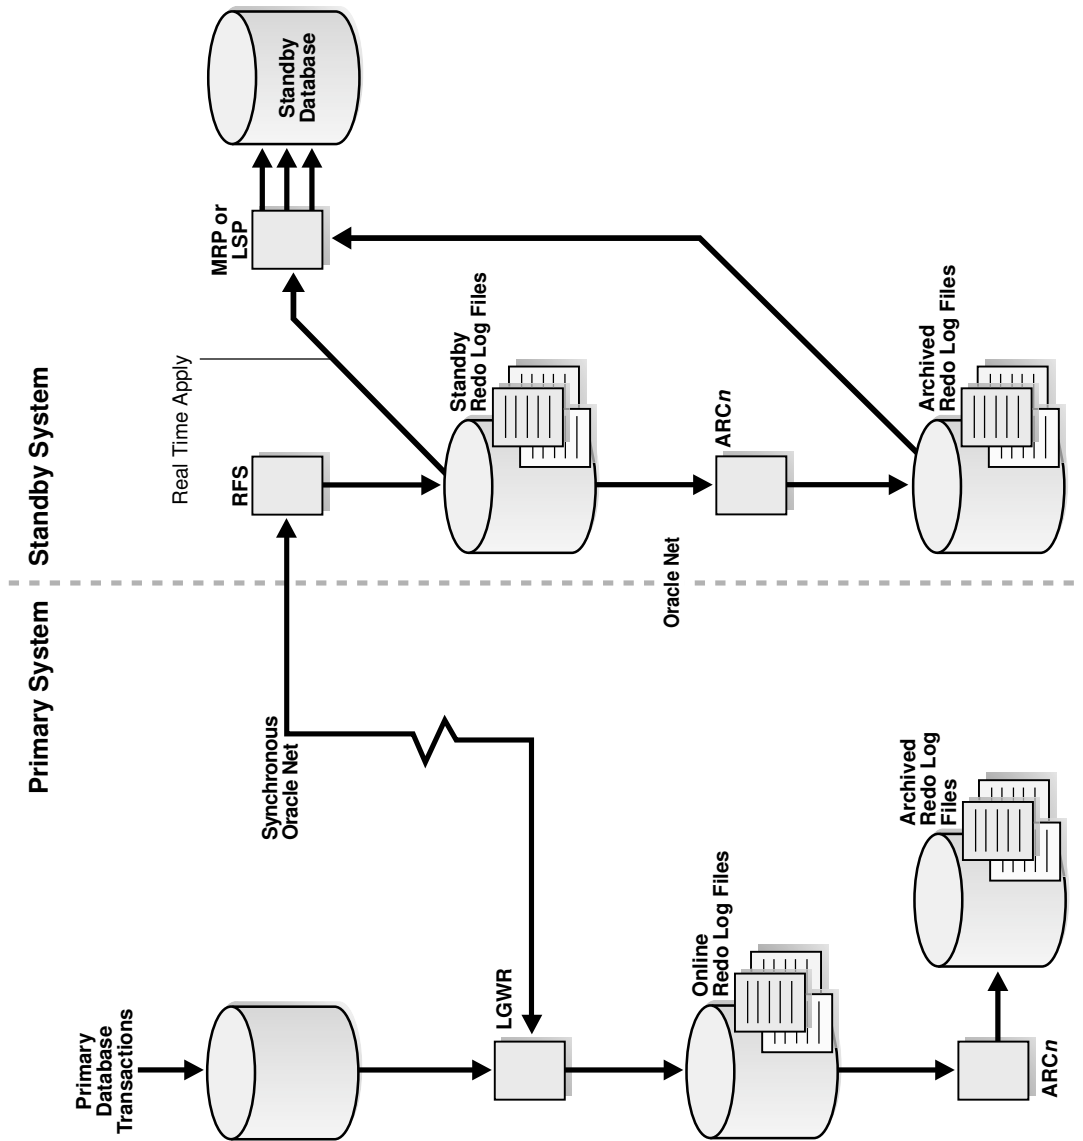 Primary System
Standby System
Primary
Database
Transactions
Synchronous
Oracle Net
RFS
Real Time Apply
MRP or
LSP
Standby
Database
LGWR
Standby
Redo Log Files
Oracle Net
ARCn
Online
Redo Log Files
Archived
Redo Log
Files
Archived
Redo Log Files
ARCn